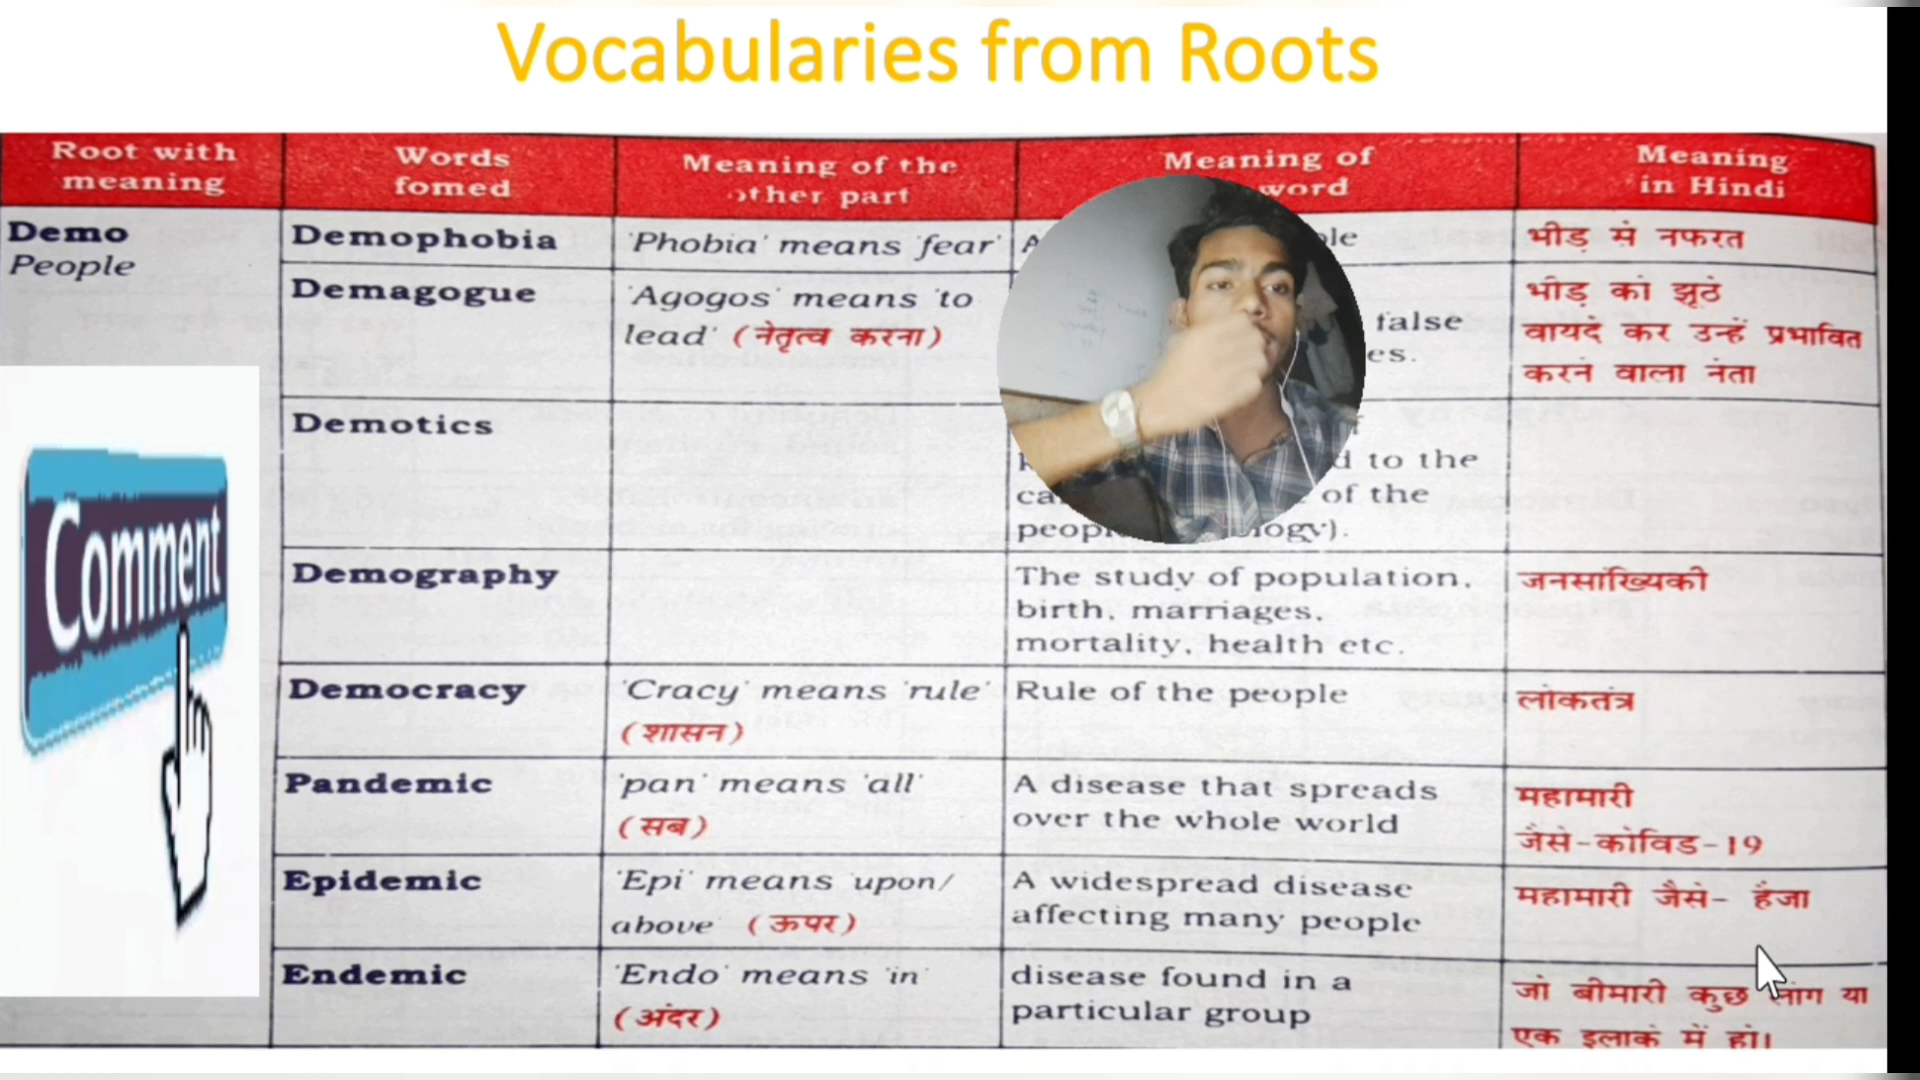 Vocabularies from Roots
Root with meaning
Words fomed
Meaning of the other part
Meaning of word
Meaning in Hindi
Demo
People
Demophobia
'Phobia' means 'fear'
A
भीड़ से नफरत
Demagogue
'Agogos' means 'to
lead' (नेतृत्व करना)
false
भीड़ को झूठे
वायदे कर उन्हें प्रभावित
करने वाला नेता
Demotics
to the
of the
Demography
The study of population,
birth, marriages,
mortality, health etc.
जनसांख्यिकी
Democracy
'Cracy' means 'rule'
(शासन)
Rule of the people
लोकतंत्र
Pandemic
'pan' means 'all'
(सब)
A disease that spreads
over the whole world
महामारी
जैसे-कोविड-19
Epidemic
'Epi' means upon/
above (ऊपर)
A widespread disease
affecting many people
महामारी जैसे- हैजा
Endemic
'Endo' means 'in'
(अंदर)
disease found in a
particular group
जो बीमारी कुछ लोग या
एक इलाके में हो।
Comment